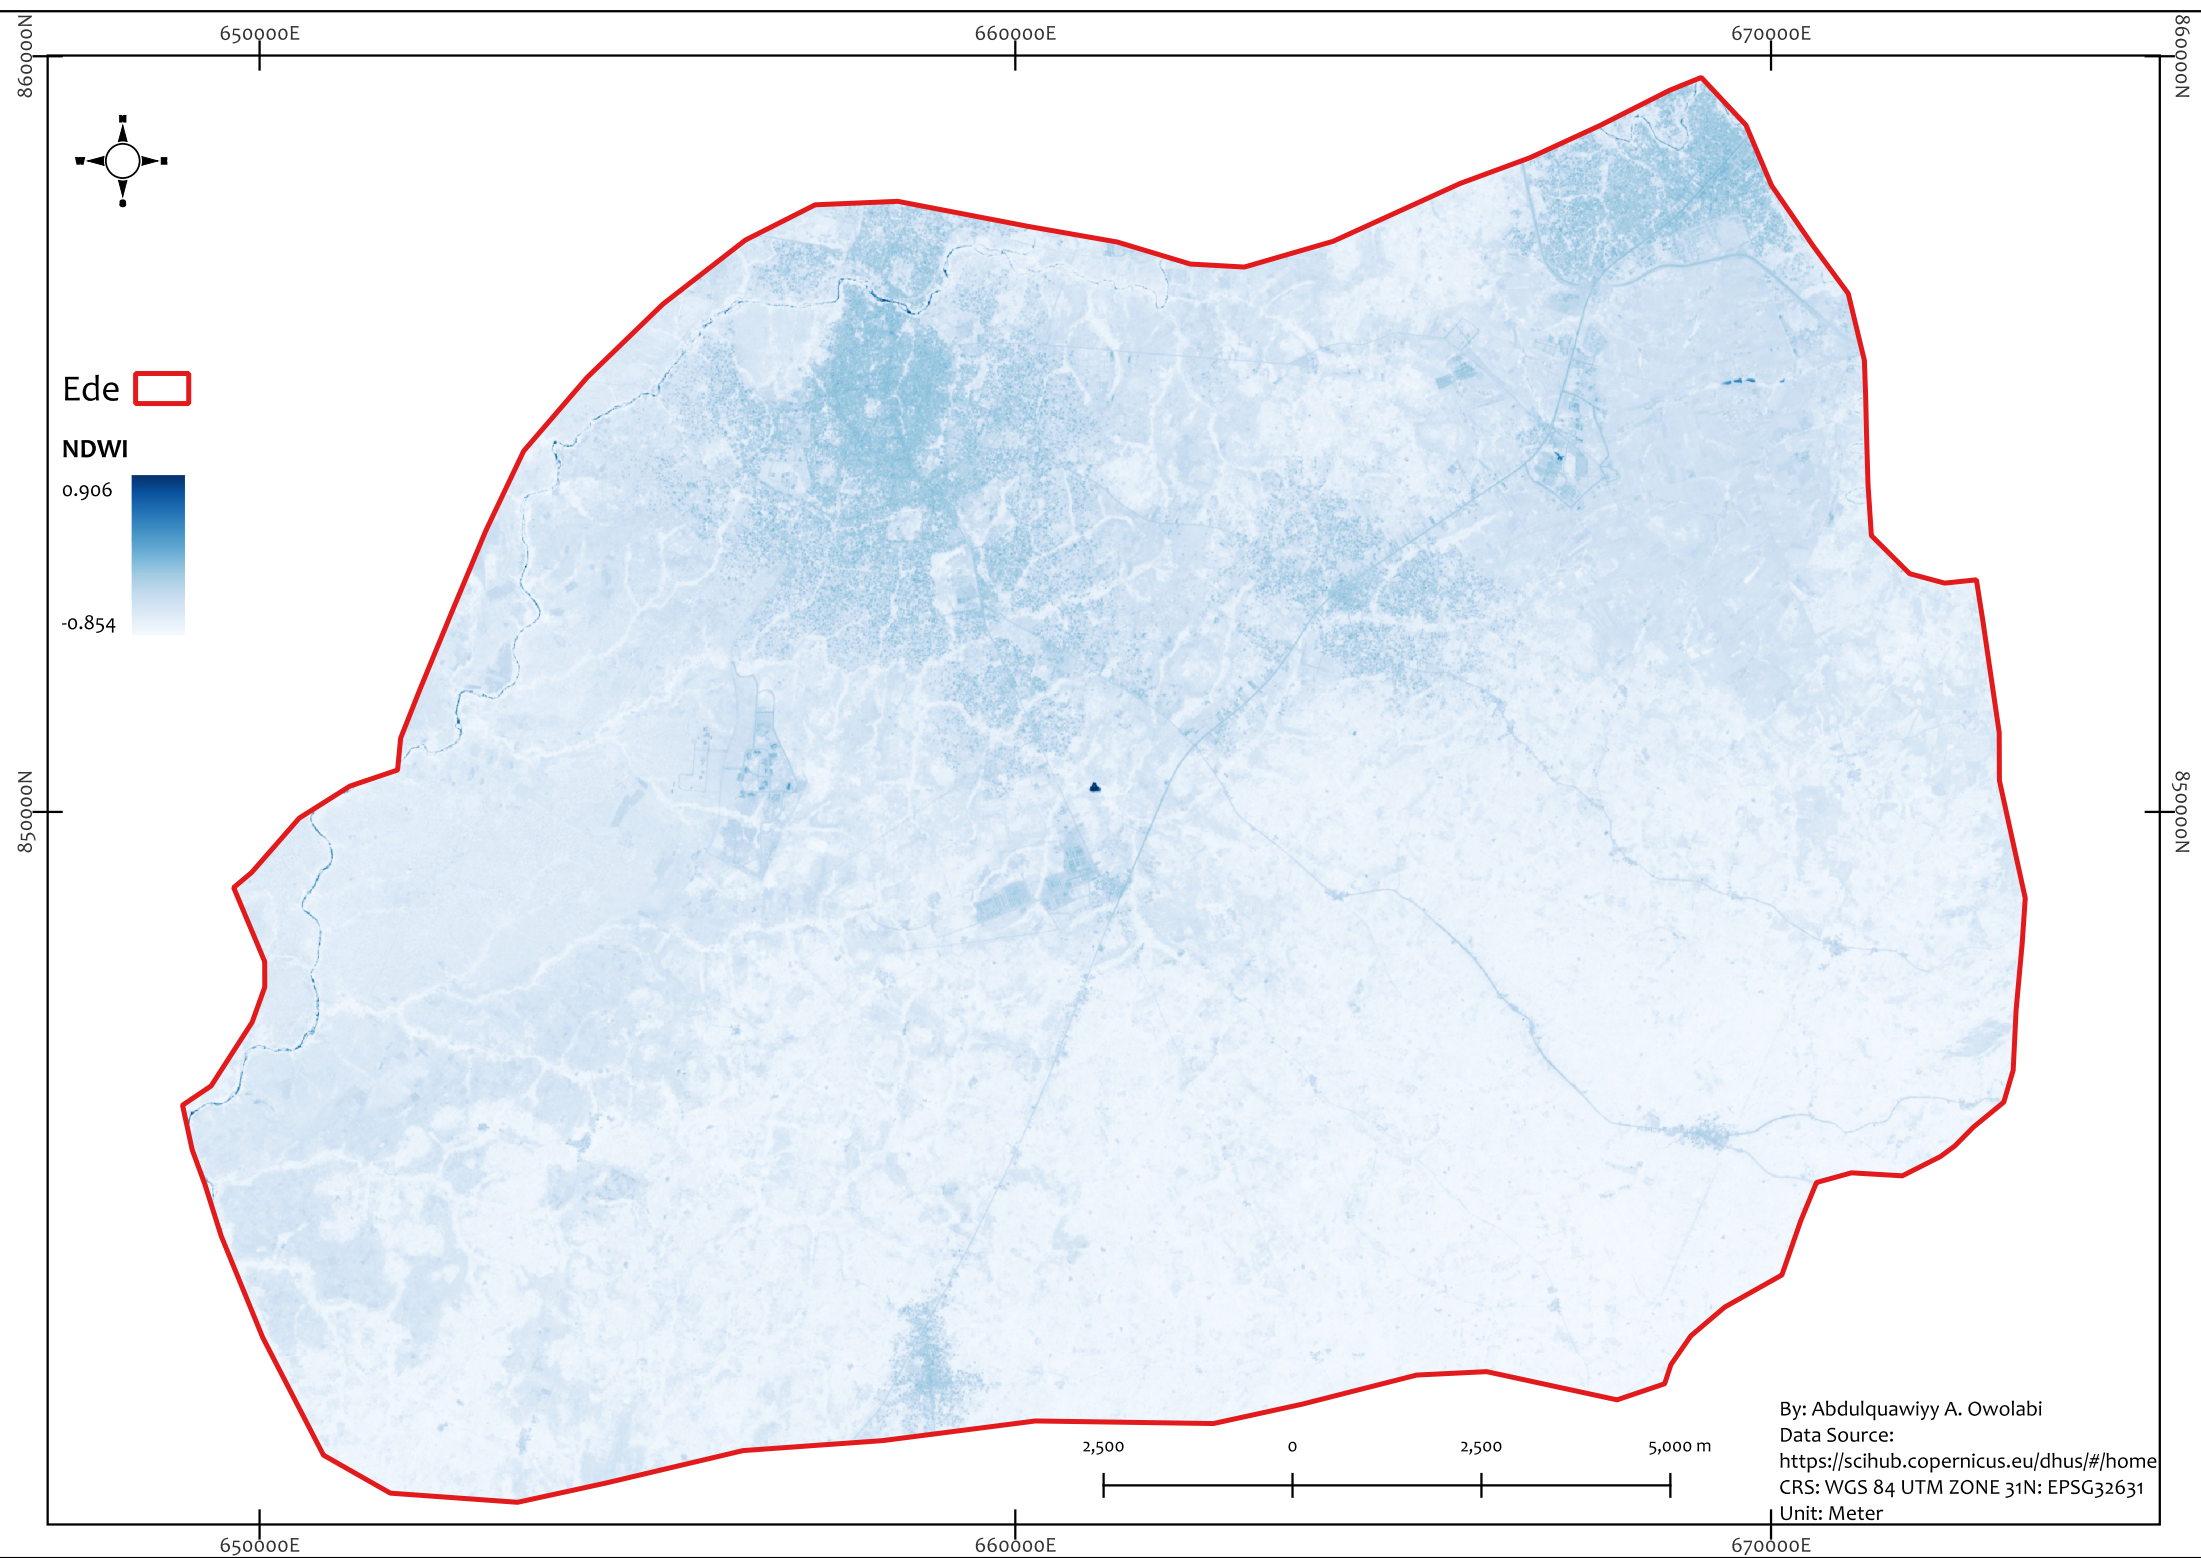 650000E 660000E 670000E
860000N 860000N
N
W E
S
Ede
NDWI
0.906
-0.854
850000N 850000N
By: Abdulquawiyy A. Owolabi
Data Source:
https://scihub.copernicus.eu/dhus/#/home
CRS: WGS 84 UTM ZONE 31N: EPSG32631
Unit: Meter
2,500 0 2,500 5,000 m
650000E 660000E 670000E